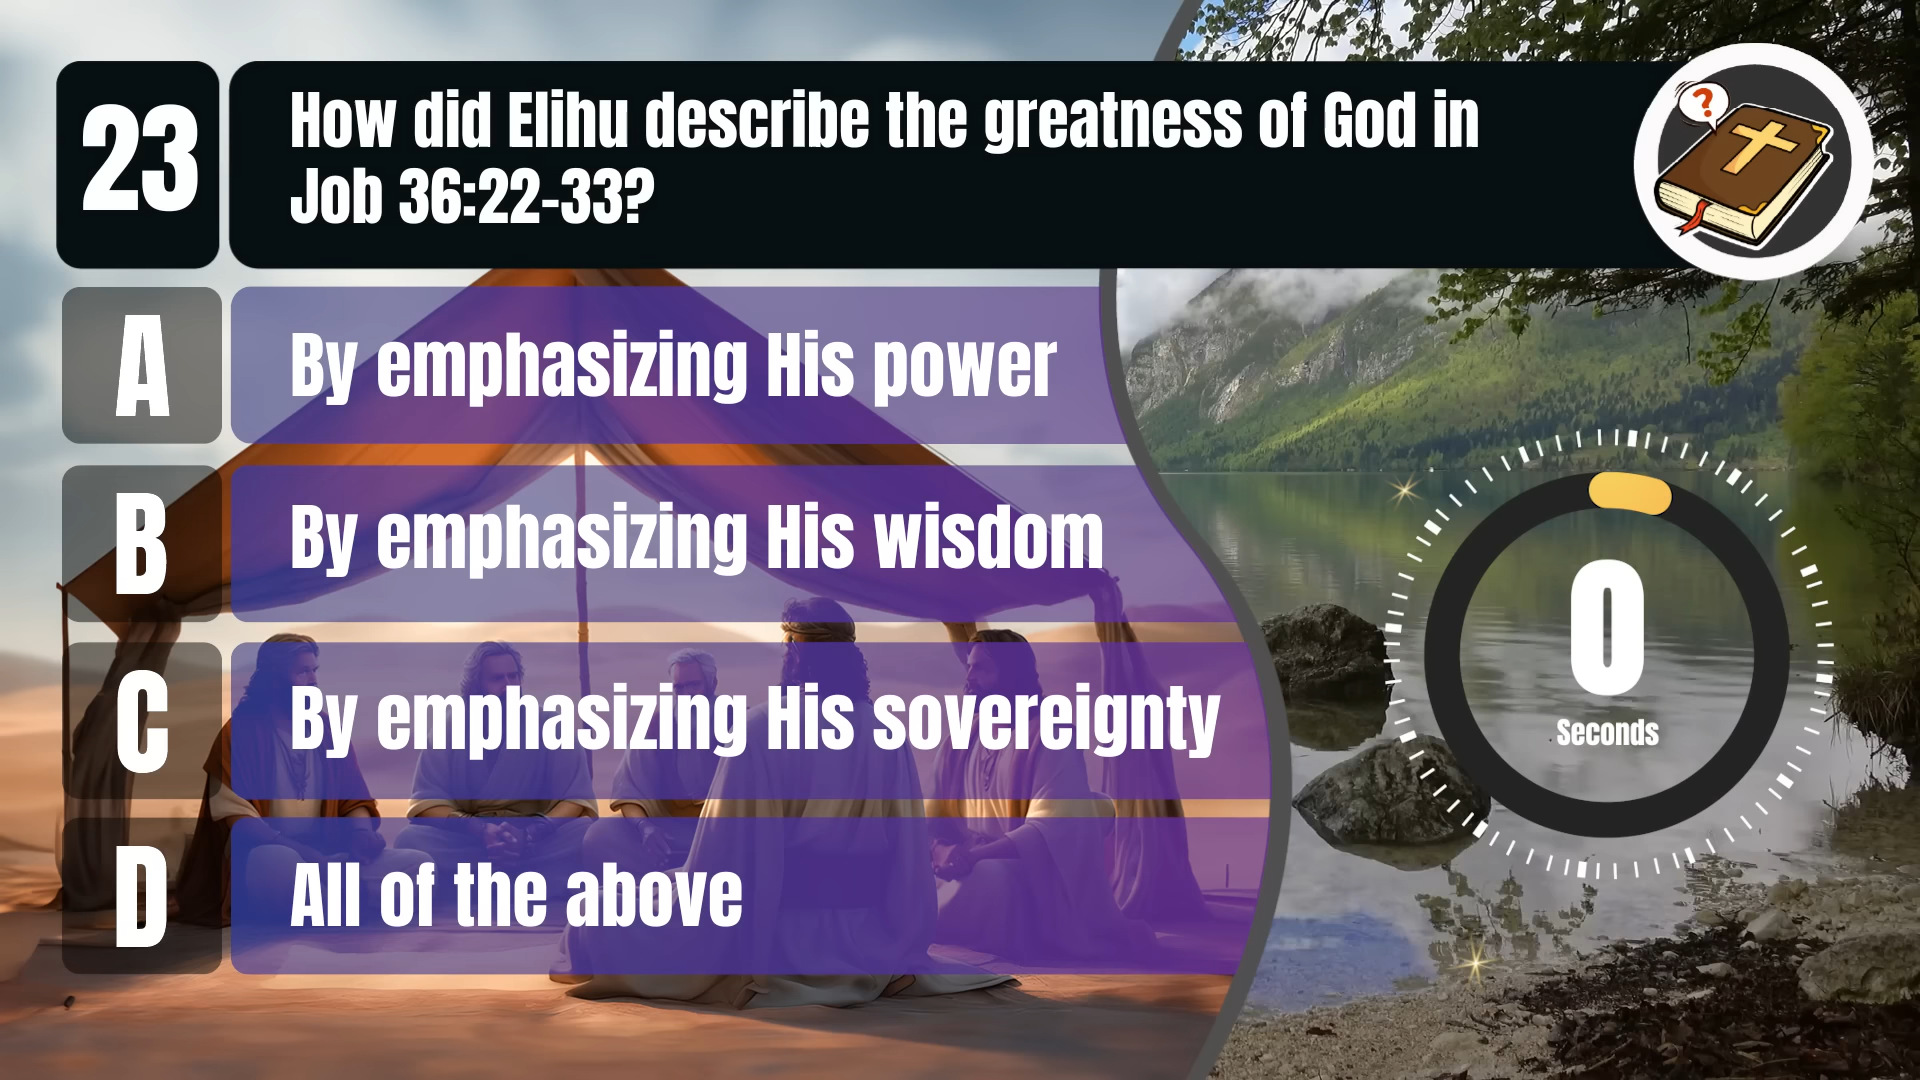 23
How did Elihu describe the greatness of God in
Job 36:22-33?
?
A
By emphasizing His power
B
By emphasizing His wisdom
C
By emphasizing His sovereignty
D
All of the above
0
Seconds